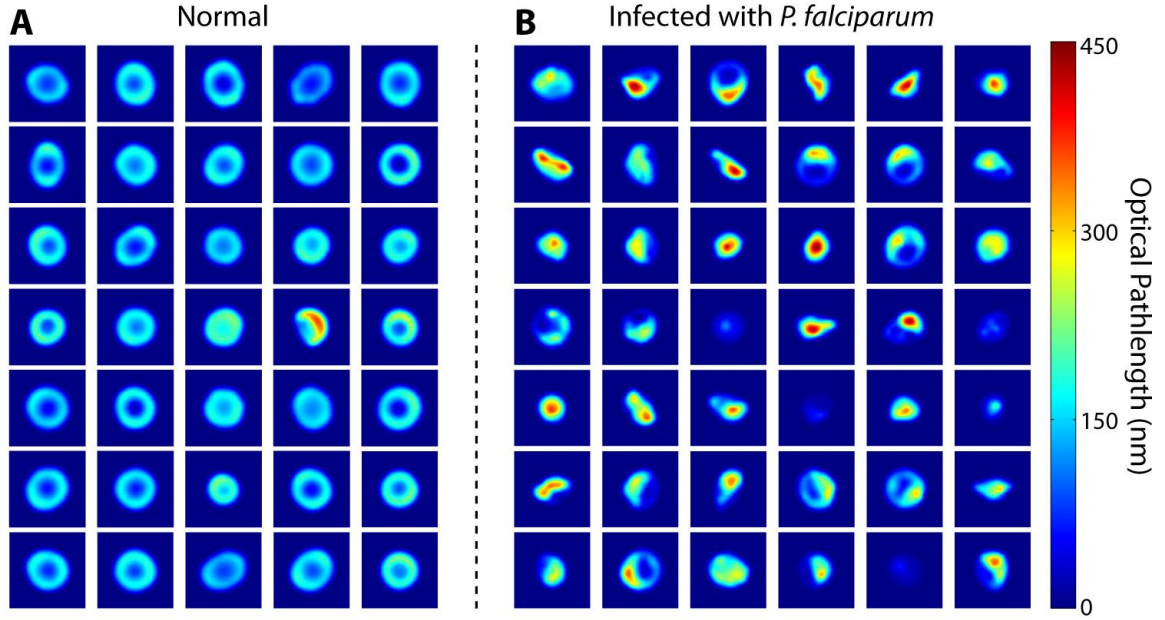 A
Normal
B
Infected with P. falciparum
450
300
150
0
Optical Pathlength (nm)